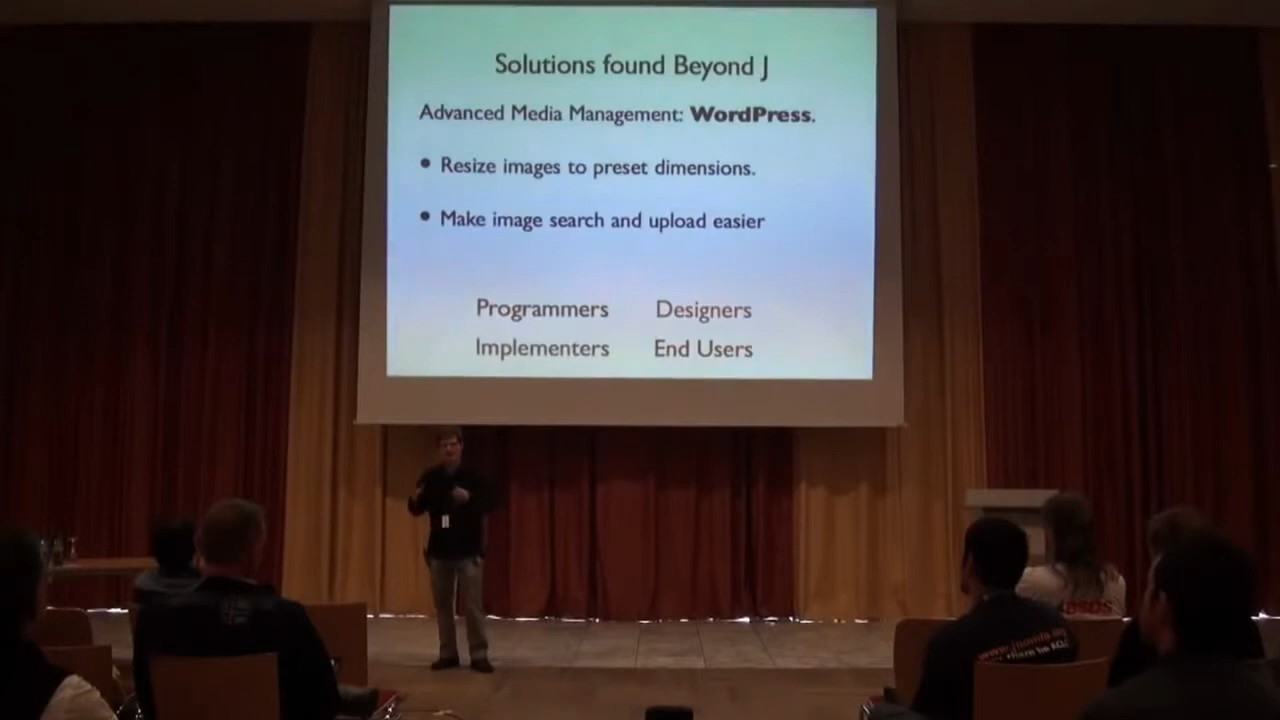 Solutions found Beyond J
Advanced Media Management: WordPress.
• Resize images to preset dimensions.
• Make image search and upload easier
Programmers Designers
Implementers End Users